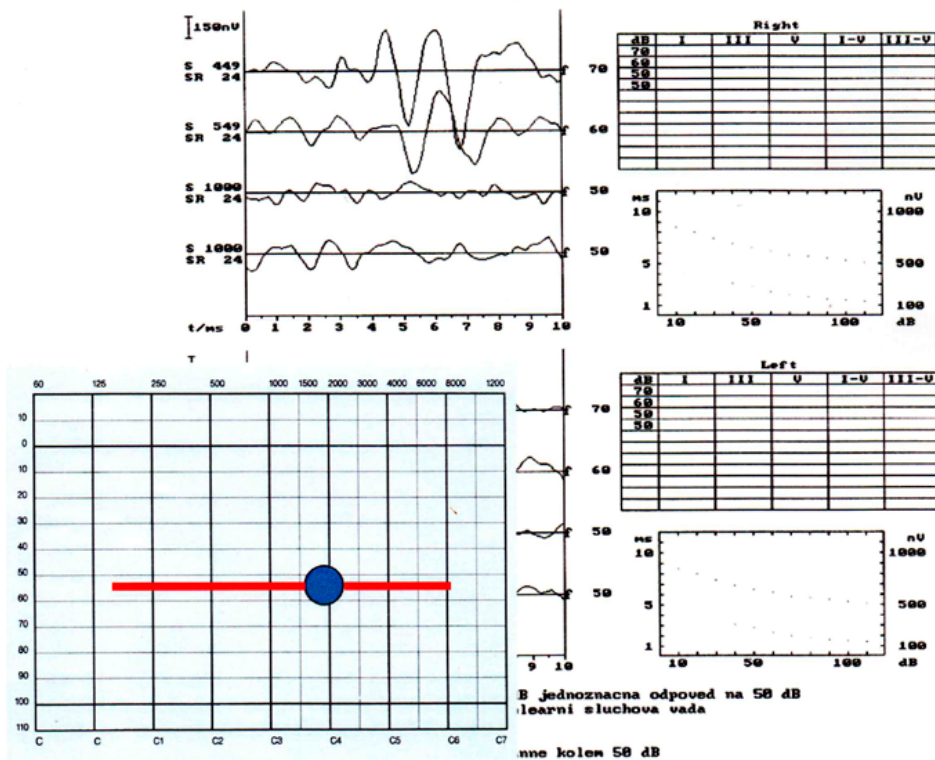 150nV
S 449
SR 24
70
S 549
SR 24
60
S 1000
SR 24
50
S 1000
SR 24
50
t/ms 0 1 2 3 4 5 6 7 8 9 10
Right
dB I III V I-V III-V
70
60
50
50
ms nV
10 1000
5 500
1 100
10 50 100 dB
60 125 250 500 1000 1500 2000 3000 4000 6000 8000 1200
10
0
10
20
30
40
50
60
70
80
90
100
110
C C C1 C2 C3 C4 C5 C6 C7
70
60
50
50
9 10
Left
dB I III V I-V III-V
70
60
50
50
ms nV
10 1000
5 500
1 100
10 50 100 dB
B jednoznacna odpoved na 50 dB
learni sluchova vada
nne kolem 50 dB